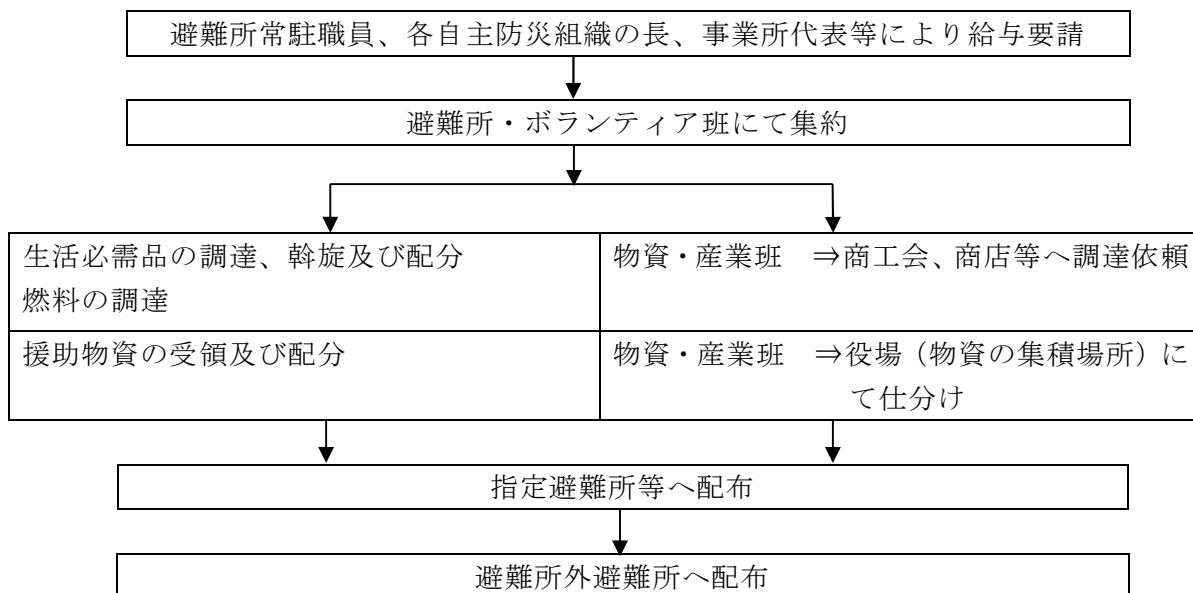 避難所常駐職員、各自主防災組織の長、事業所代表等により給与要請
避難所・ボランティア班にて集約
生活必需品の調達、斡旋及び配分
燃料の調達
物資・産業班　⇒商工会、商店等へ調達依頼
援助物資の受領及び配分
物資・産業班　⇒役場（物資の集積場所）に
て仕分け
指定避難所等へ配布
避難所外避難所へ配布